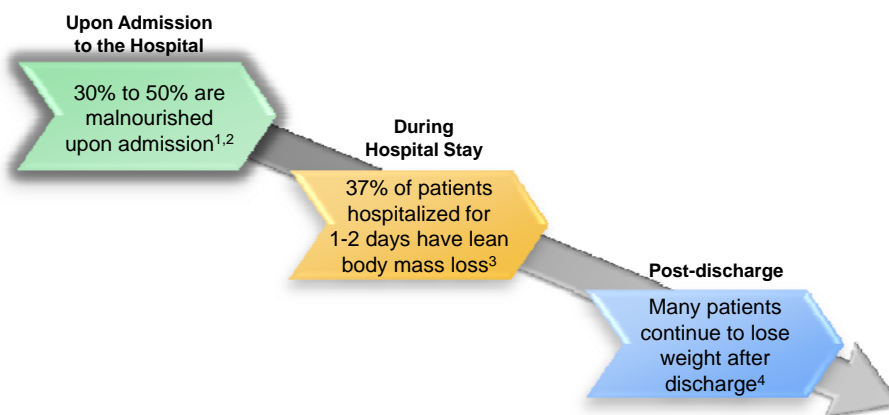 Upon Admission
to the Hospital
30% to 50% are
malnourished
upon admission1,2
During
Hospital Stay
37% of patients
hospitalized for
1-2 days have lean
body mass loss3
Post-discharge
Many patients
continue to lose
weight after
discharge4